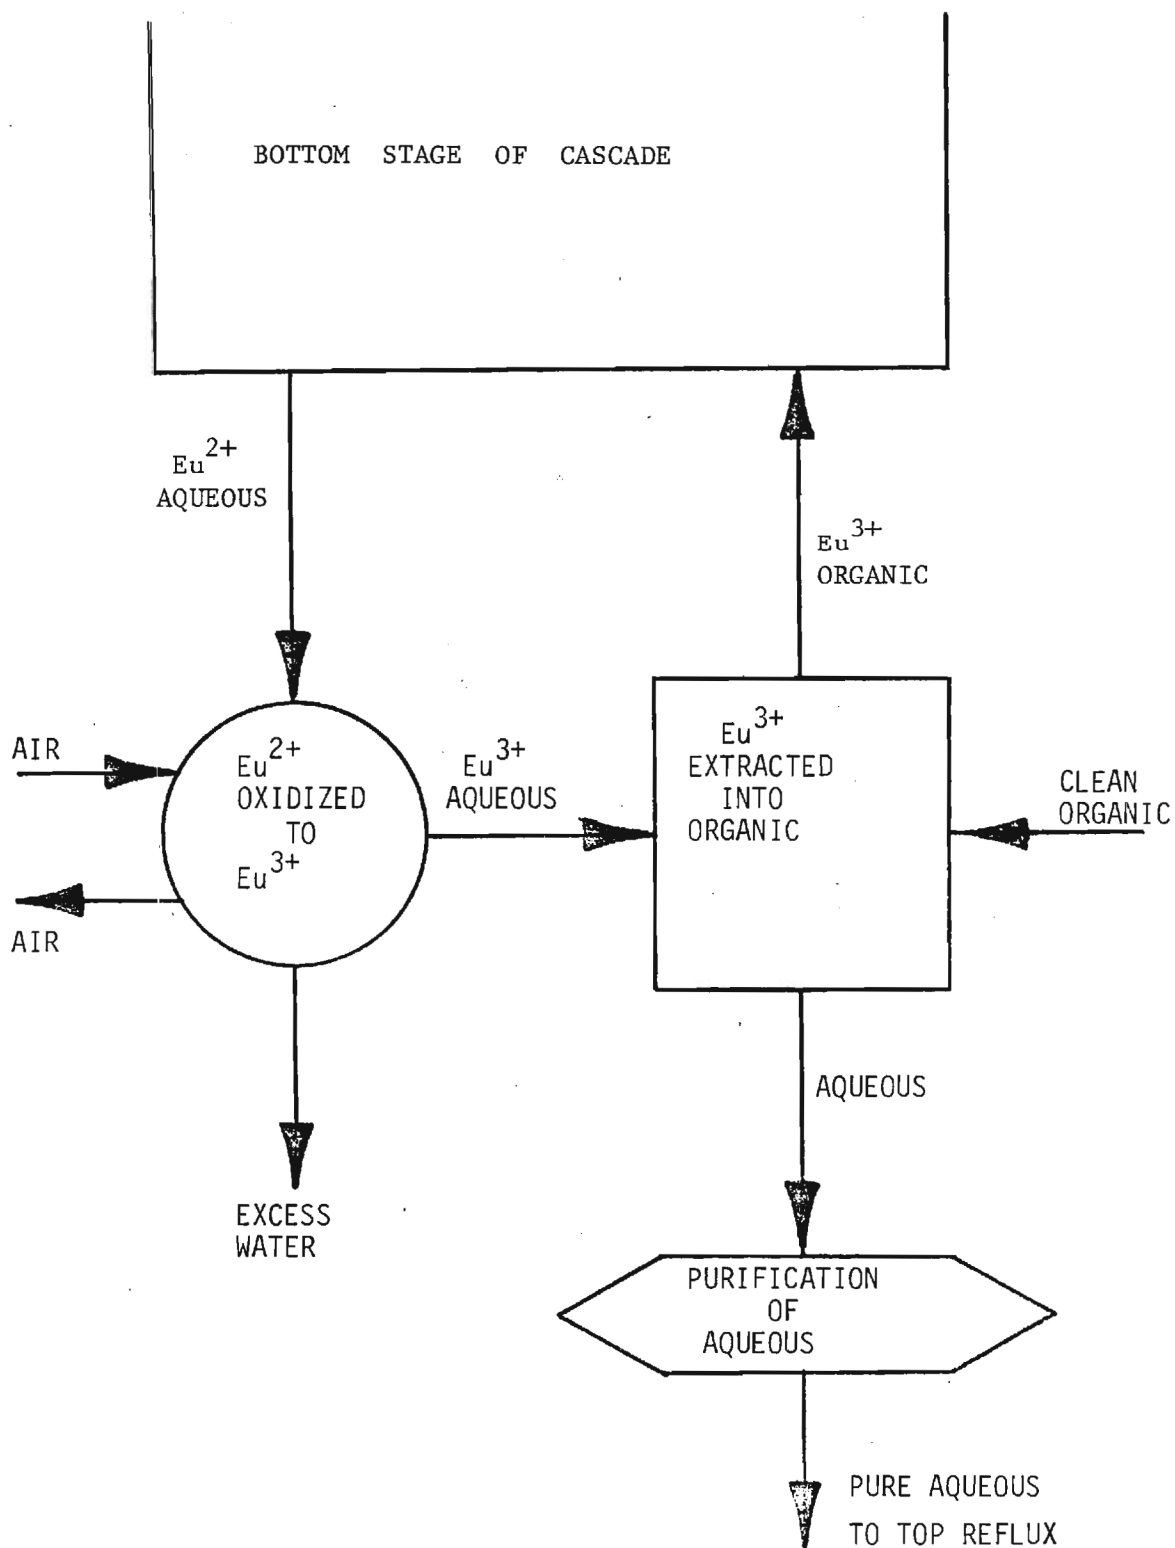 BOTTOM STAGE OF CASCADE
Eu2+
AQUEOUS
Eu3+
ORGANIC
AIR
Eu2+
OXIDIZED
TO
Eu3+
AIR
Eu3+
AQUEOUS
Eu3+
EXTRACTED
INTO
ORGANIC
CLEAN
ORGANIC
EXCESS
WATER
AQUEOUS
PURIFICATION
OF
AQUEOUS
PURE AQUEOUS
TO TOP REFLUX